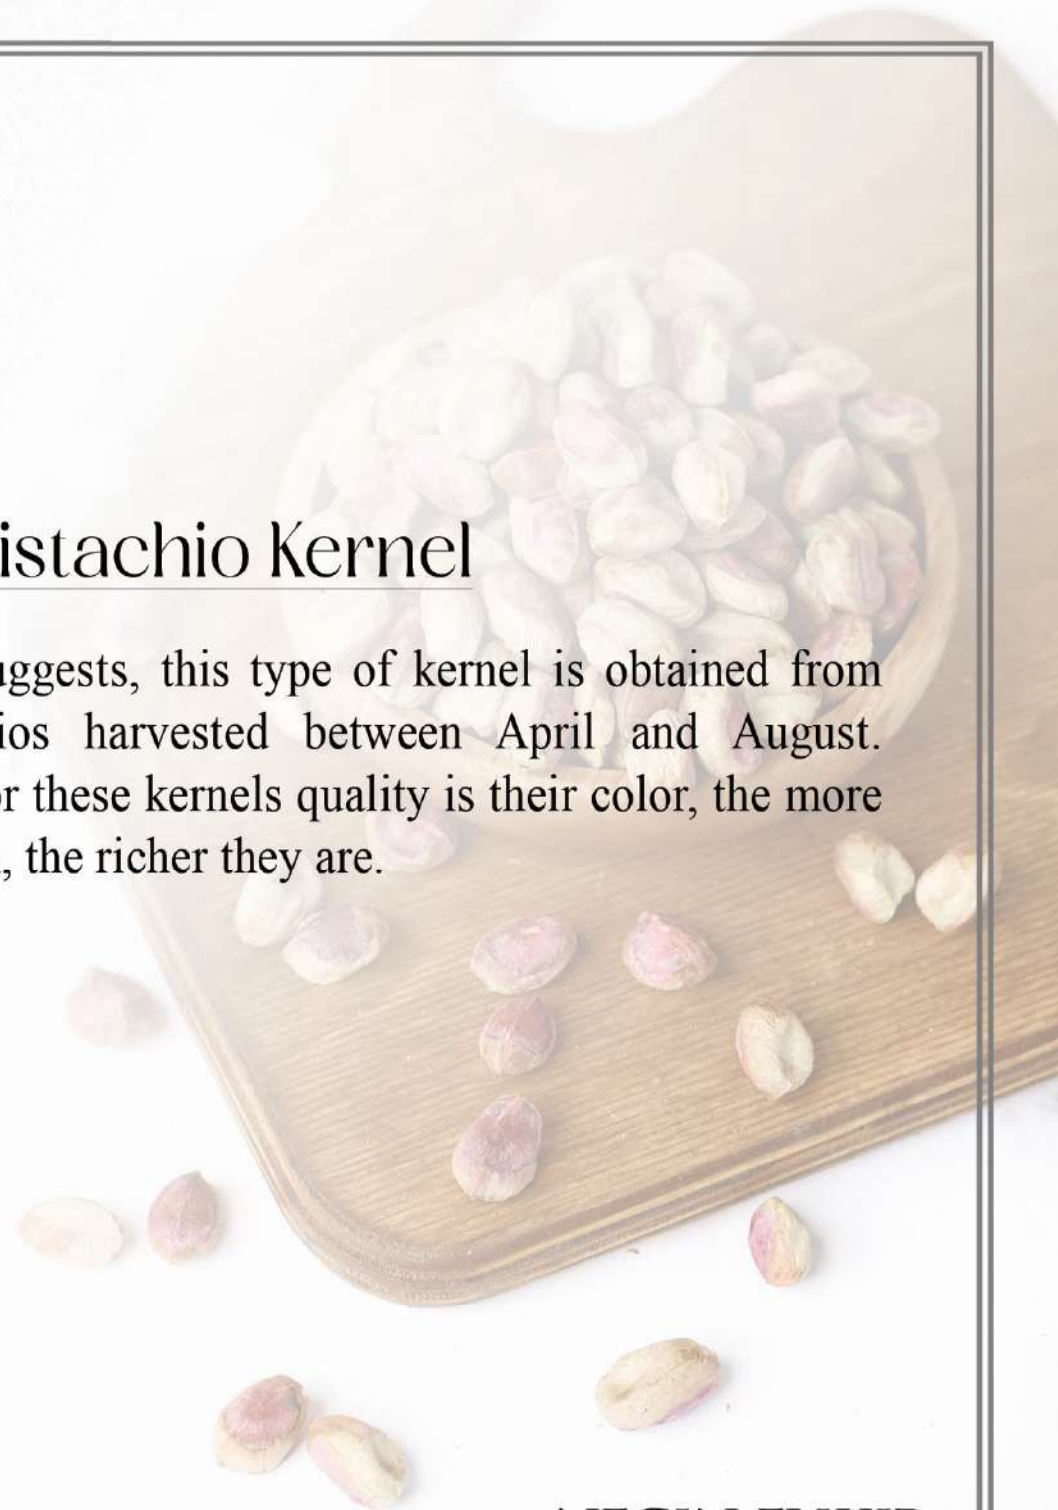 istachio Kernel
uggests, this type of kernel is obtained from
ios harvested between April and August.
or these kernels quality is their color, the more
, the richer they are.